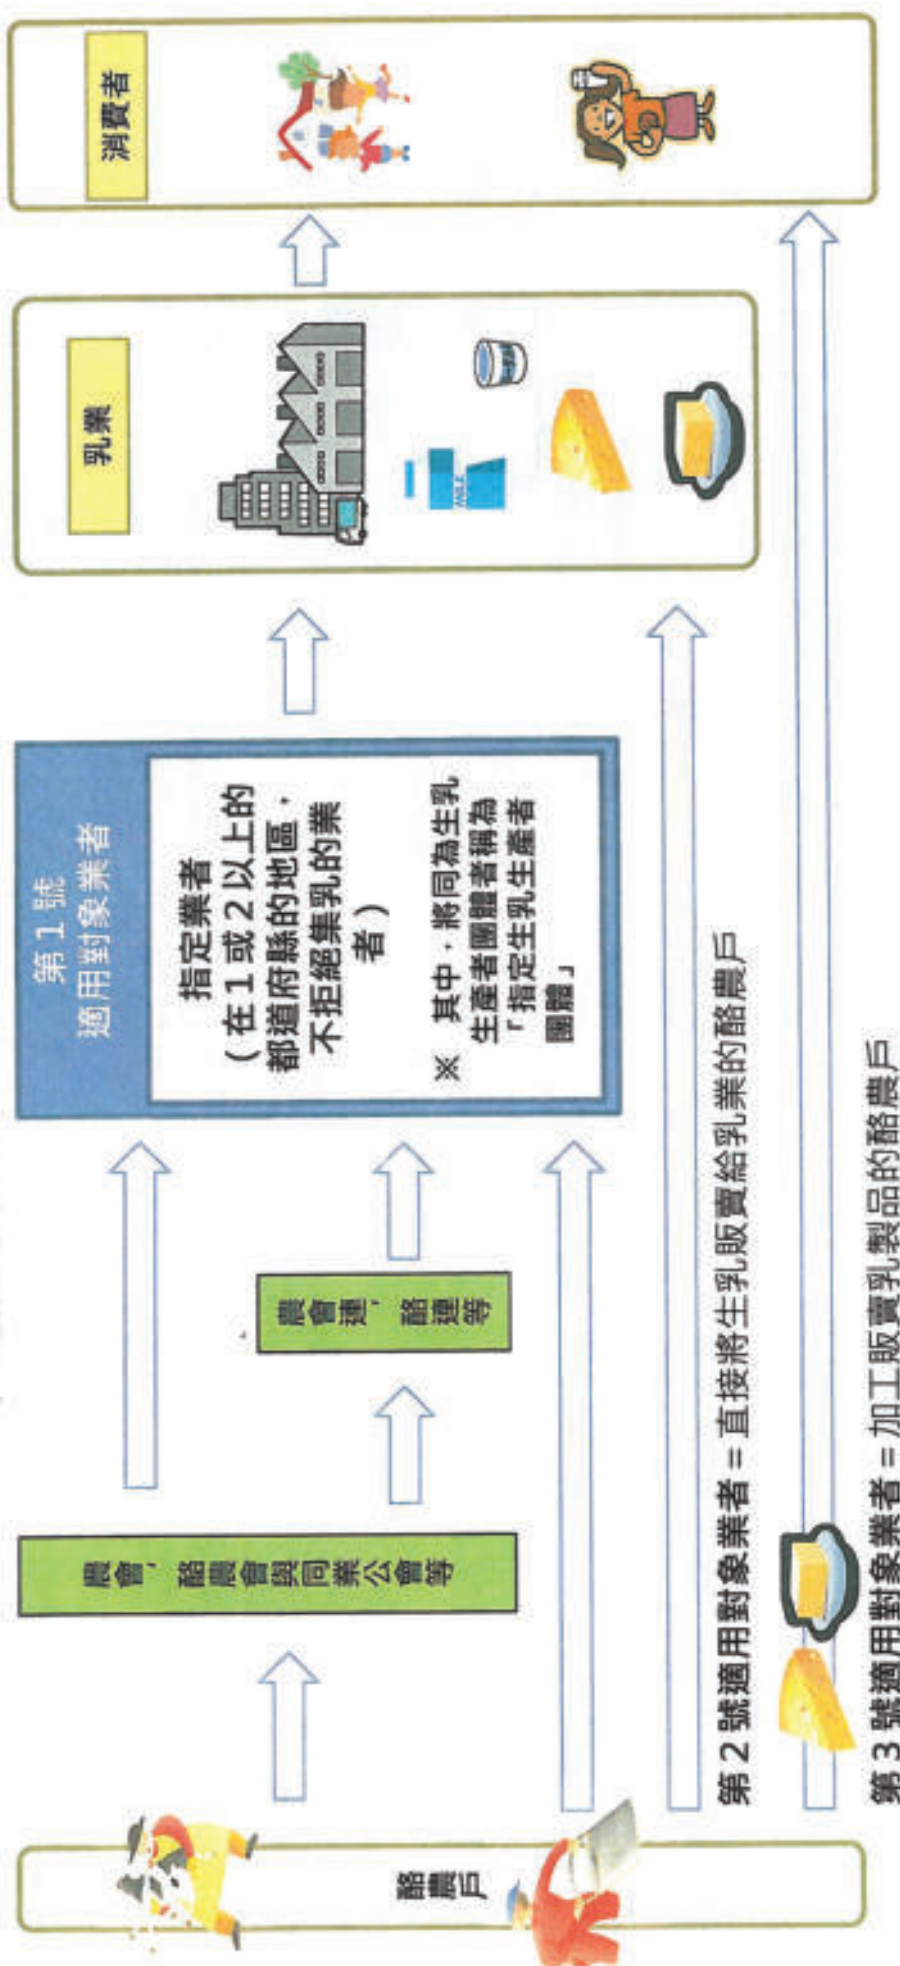 酪農戶
農會，酪農會與同業公會等
農會連，酪連等
第1號
適用對象業者
指定業者
（在1或2以上的
都道府縣的地區，
不拒絕集乳的業
者）
※ 其中，將同為生乳
生產者團體者稱為
「指定生乳生產者
團體」
乳業
MILK
消費者
第2號適用對象業者＝直接將生乳販賣給乳業的酪農戶
第3號適用對象業者＝加工販賣乳製品的酪農戶